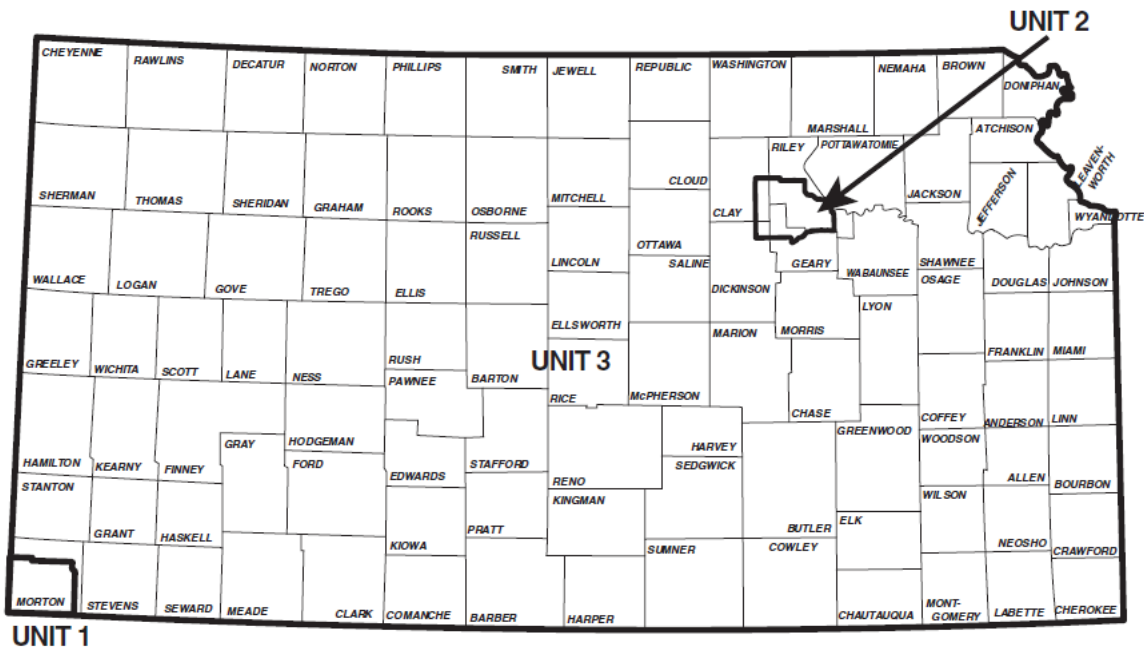 UNIT 2
CHEYENNE
RAWLINS
DECATUR
NORTON
PHILLIPS
SMITH
JEWELL
REPUBLIC
WASHINGTON
MARSHALL
NEMAHA
BROWN
DONIPHAN
ATCHISON
RILEY
POTTAWATOMIE
CLOUD
MITCHELL
CLAY
JACKSON
JEFFERSON
LEAVEN-
WORTH
WYANDOTTE
SHERMAN
THOMAS
SHERIDAN
GRAHAM
ROOKS
OSBORNE
RUSSELL
LINCOLN
OTTAWA
SALINE
DICKINSON
GEARY
WABAUNSEE
SHAWNEE
OSAGE
DOUGLAS
JOHNSON
WALLACE
LOGAN
GOVE
TREGO
ELLIS
ELLSWORTH
MARION
MORRIS
LYON
FRANKLIN
MIAMI
GREELEY
WICHITA
SCOTT
LANE
NESS
RUSH
PAWNEE
BARTON
UNIT 3
RICE
McPHERSON
CHASE
GREENWOOD
COFFEY
ANDERSON
LINN
WOODSON
HAMILTON
KEARNY
FINNEY
GRAY
HODGEMAN
FORD
EDWARDS
STAFFORD
RENO
HARVEY
SEDGWICK
KINGMAN
BUTLER
ALLEN
BOURBON
STANTON
GRANT
HASKELL
KIOWA
PRATT
SUMNER
COWLEY
ELK
WILSON
NEOSHO
CRAWFORD
MORTON
STEVENS
SEWARD
MEADE
CLARK
COMANCHE
BARBER
HARPER
CHAUTAUQUA
MONT-
GOMERY
LABETTE
CHEROKEE
UNIT 1